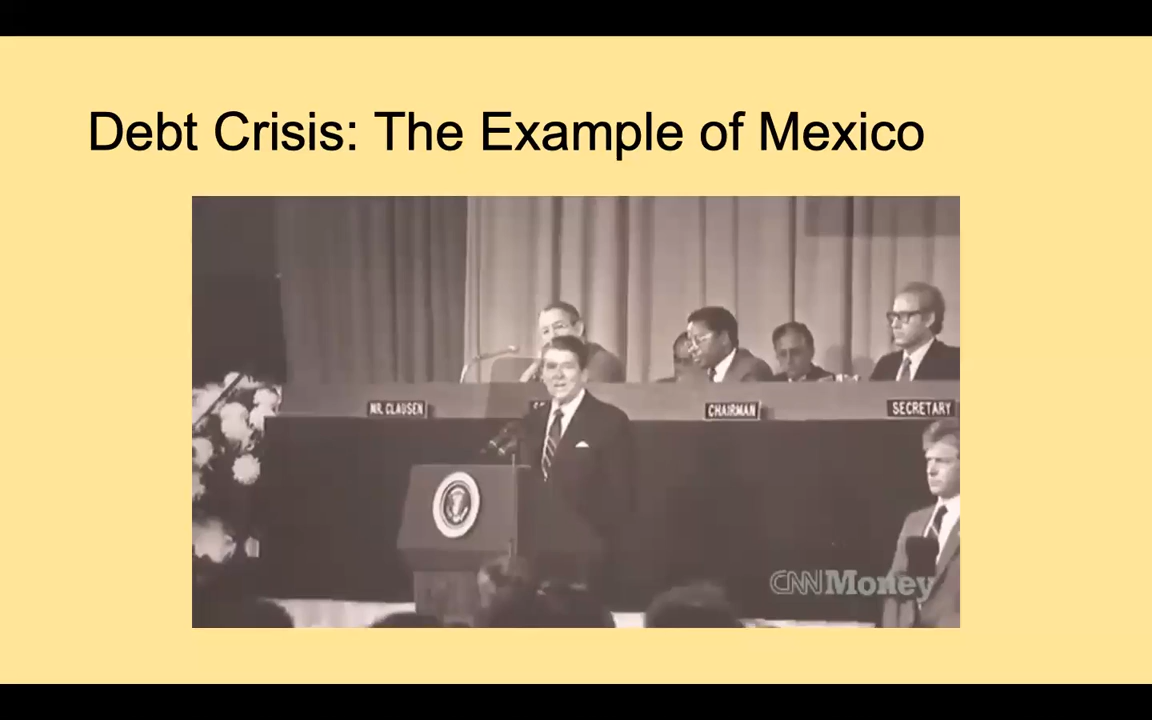 Debt Crisis: The Example of Mexico
MR. CLAUSEN
CHAIRMAN
SECRETARY
CNNMoney